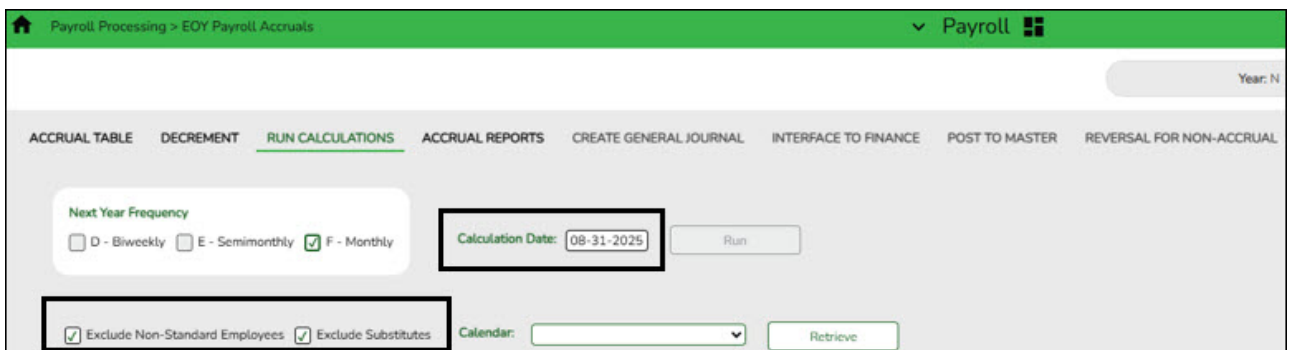 Payroll Processing > EOY Payroll Accruals Payroll
Year: N
ACCRUAL TABLE DECREMENT RUN CALCULATIONS ACCRUAL REPORTS CREATE GENERAL JOURNAL INTERFACE TO FINANCE POST TO MASTER REVERSAL FOR NON-ACCRUAL
Next Year Frequency
D - Biweekly E - Semimonthly F - Monthly Calculation Date: 08-31-2025 Run
Exclude Non-Standard Employees Exclude Substitutes Calendar: Retrieve